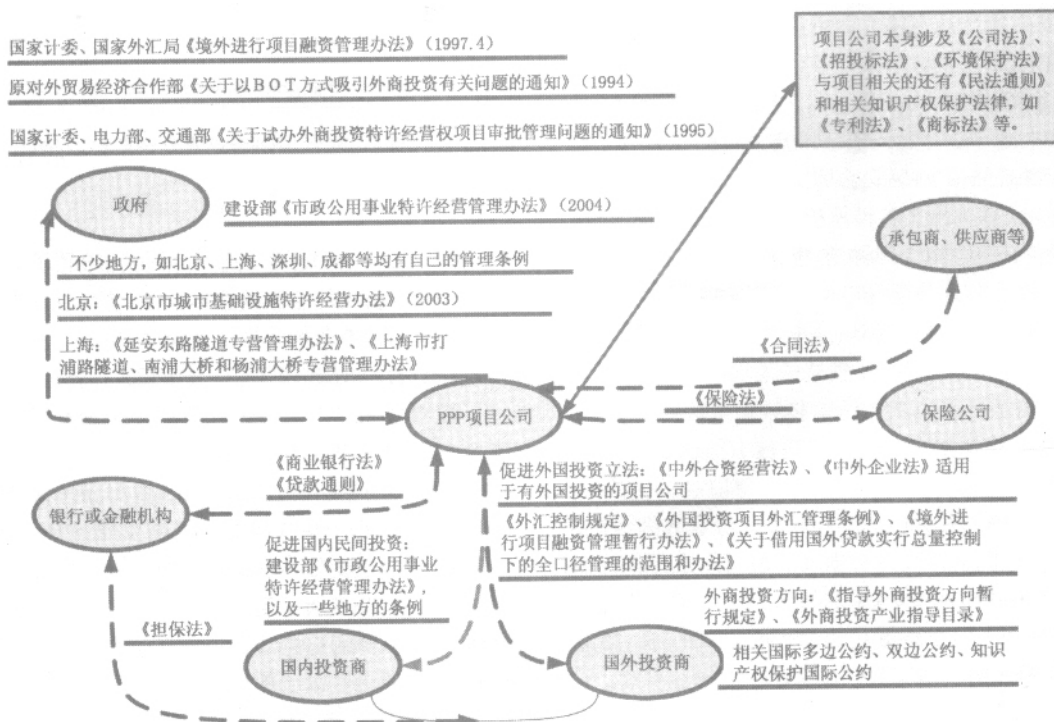 国家计委、国家外汇局《境外进行项目融资管理办法》(1997.4)
原对外贸易经济合作部《关于以BOT方式吸引外商投资有关问题的通知》(1994)
国家计委、电力部、交通部《关于试办外商投资特许经营权项目审批管理问题的通知》(1995)
项目公司本身涉及《公司法》、
《招投标法》、《环境保护法》
与项目相关的还有《民法通则》
和相关知识产权保护法律，如
《专利法》、《商标法》等。
政府
建设部《市政公用事业特许经营管理办法》(2004)
承包商、供应商等
不少地方，如北京、上海、深圳、成都等均有自己的管理条例
北京：《北京市城市基础设施特许经营办法》(2003)
上海：《延安东路隧道专营管理办法》、《上海市打
浦路隧道、南浦大桥和杨浦大桥专营管理办法》
《合同法》
《保险法》
PPP项目公司
保险公司
《商业银行法》
《贷款通则》
银行或金融机构
促进外国投资立法：《中外合资经营法》、《中外企业法》适用
于有外国投资的项目公司
《外汇控制规定》、《外国投资项目外汇管理条例》、《境外进
行项目融资管理暂行办法》、《关于借用国外贷款实行总量控制
下的全口径管理的范围和办法》
促进国内民间投资：
建设部《市政公用事业
特许经营管理办法》，
以及一些地方的条例
外商投资方向：《指导外商投资方向暂
行规定》、《外商投资产业指导目录》
《担保法》
国内投资商
国外投资商
相关国际多边公约、双边公约、知识
产权保护国际公约